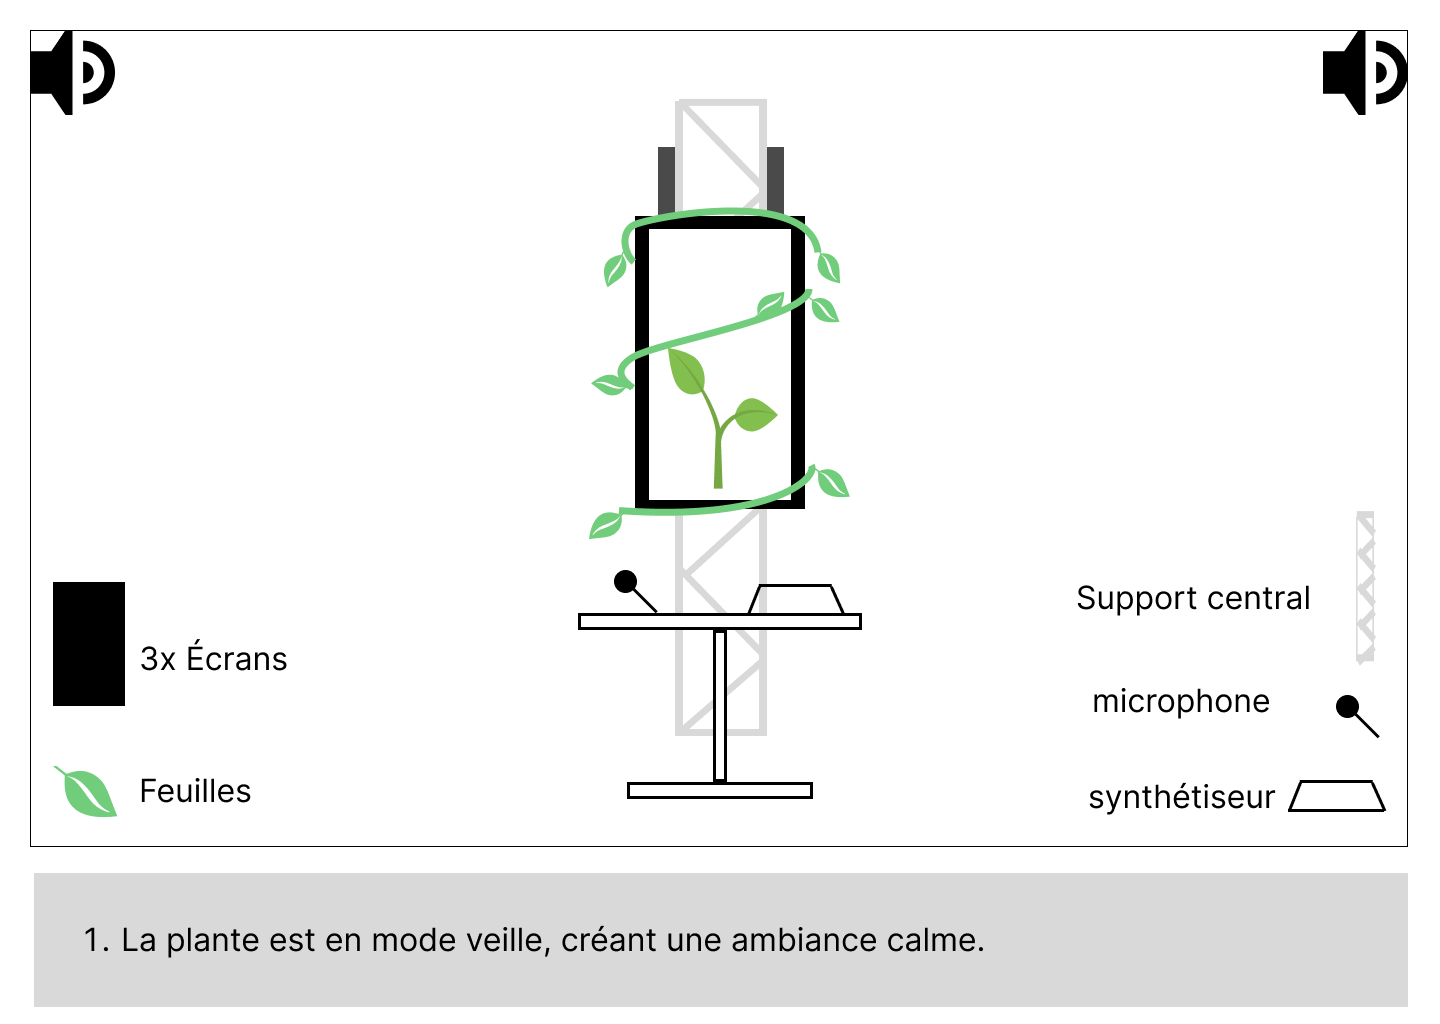 3x Écrans
Feuilles
Support central
microphone
synthétiseur
1. La plante est en mode veille, créant une ambiance calme.